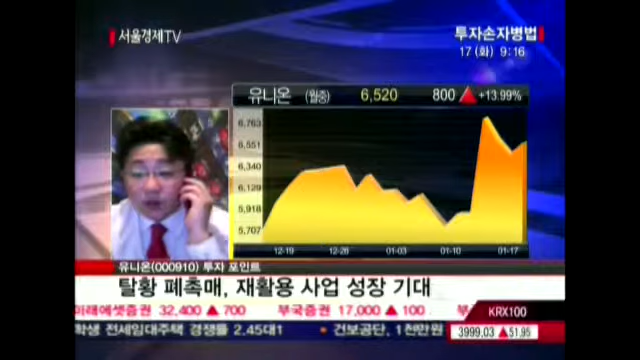 서울경제TV
투자손자병법
17 (화) 9:16
유니온 (월중) 6,520 800 ▲ +13.99%
6,763
6,551
6,340
6,129
5,918
5,707
12-19 12-26 01-03 01-10 01-17
유니온(000910) 투자 포인트
탈황 폐촉매, 재활용 사업 성장 기대
미래에셋증권 32,400 ▲ 700 부국증권 17,000 ▲ 100
KRX100
학생 전세임대주택 경쟁률 2.45대1 • 건보공단, 1천만원
3999.03 ▲ 51.95